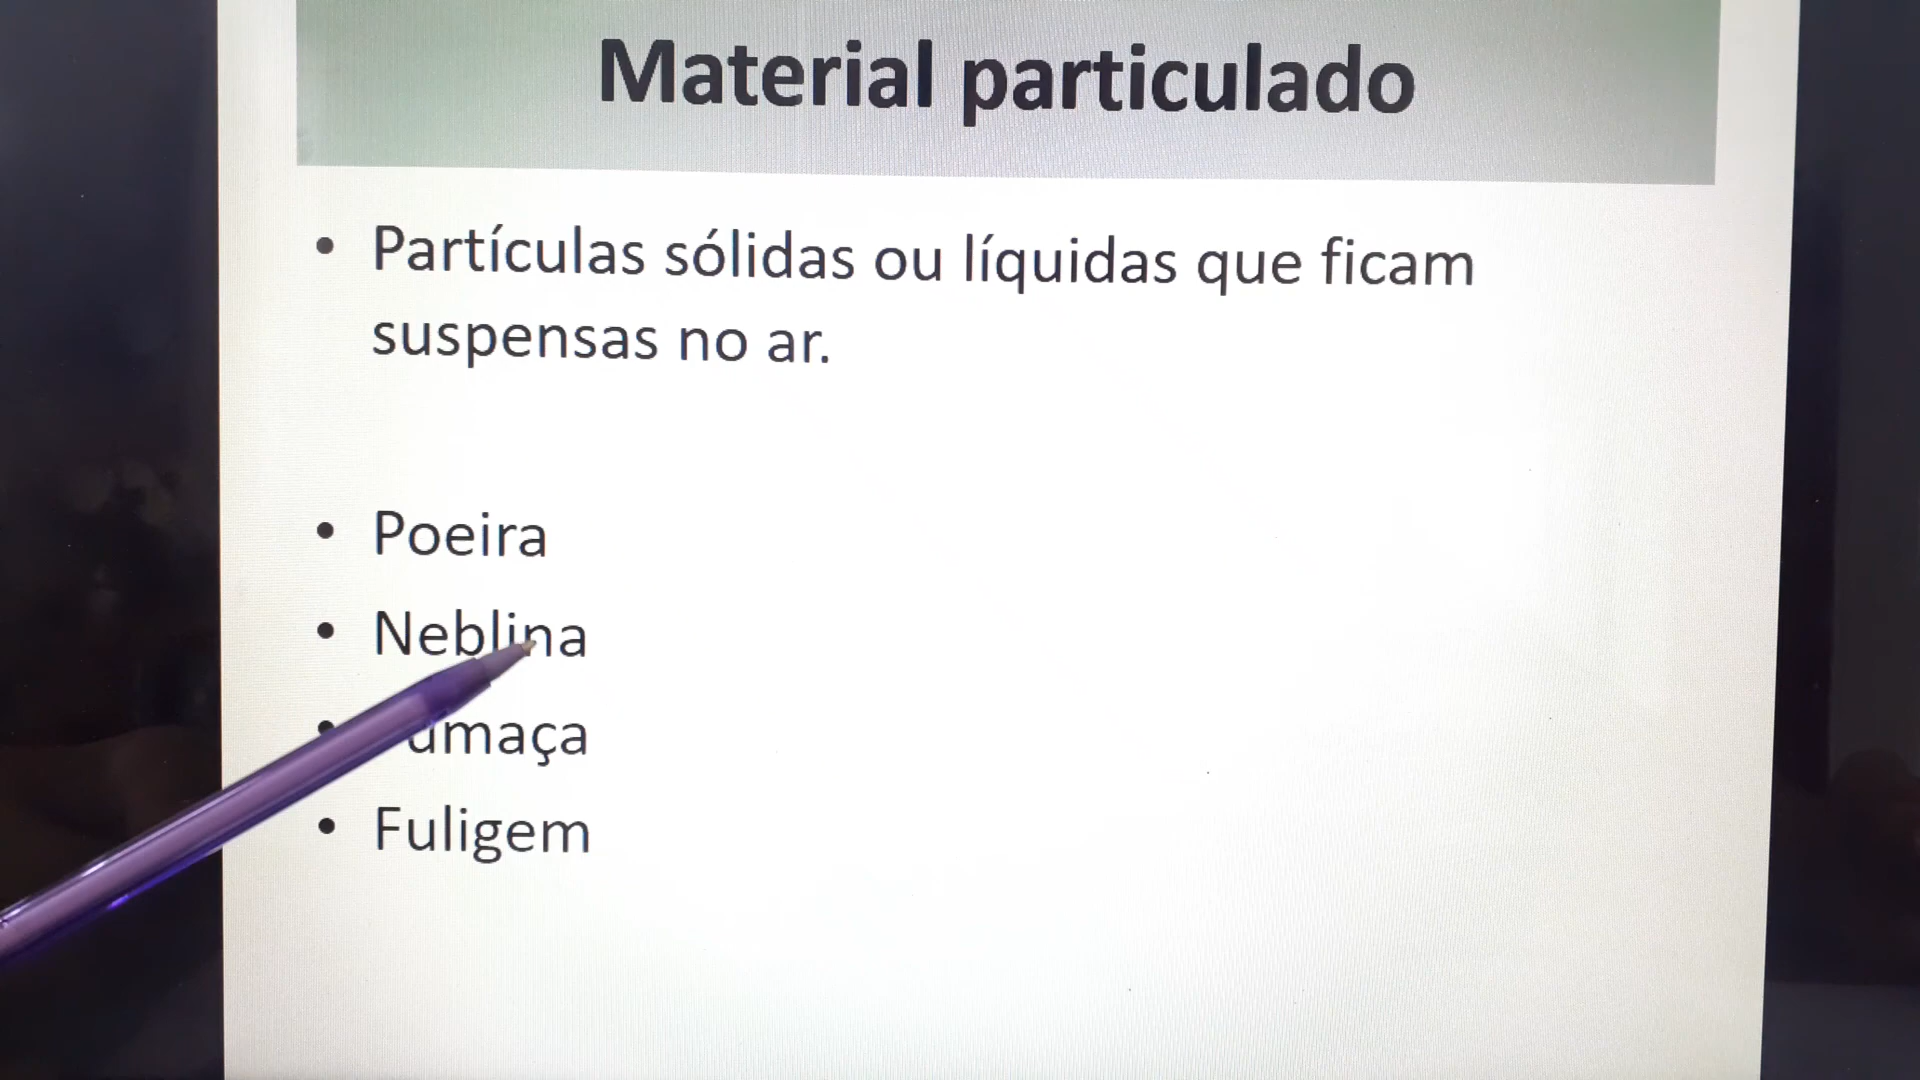 Material particulado
• Partículas sólidas ou líquidas que ficam
suspensas no ar.
• Poeira
• Neblina
• umaça
• Fuligem